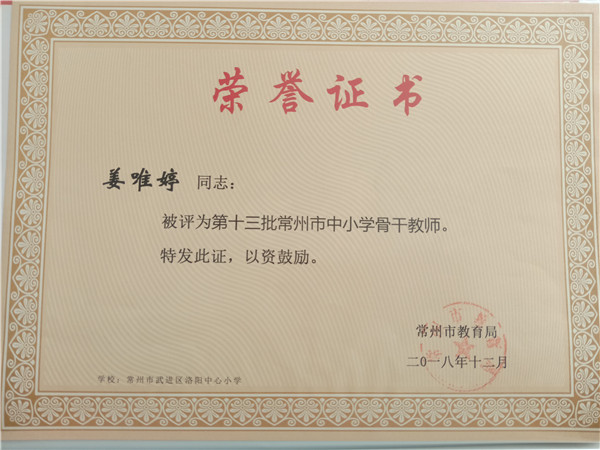 荣誉证书
姜唯婷 同志：
被评为第十三批常州市中小学骨干教师。
特发此证，以资鼓励。
常州市教育局
二0一八年十二月
学校：常州市武进区洛阳中心小学